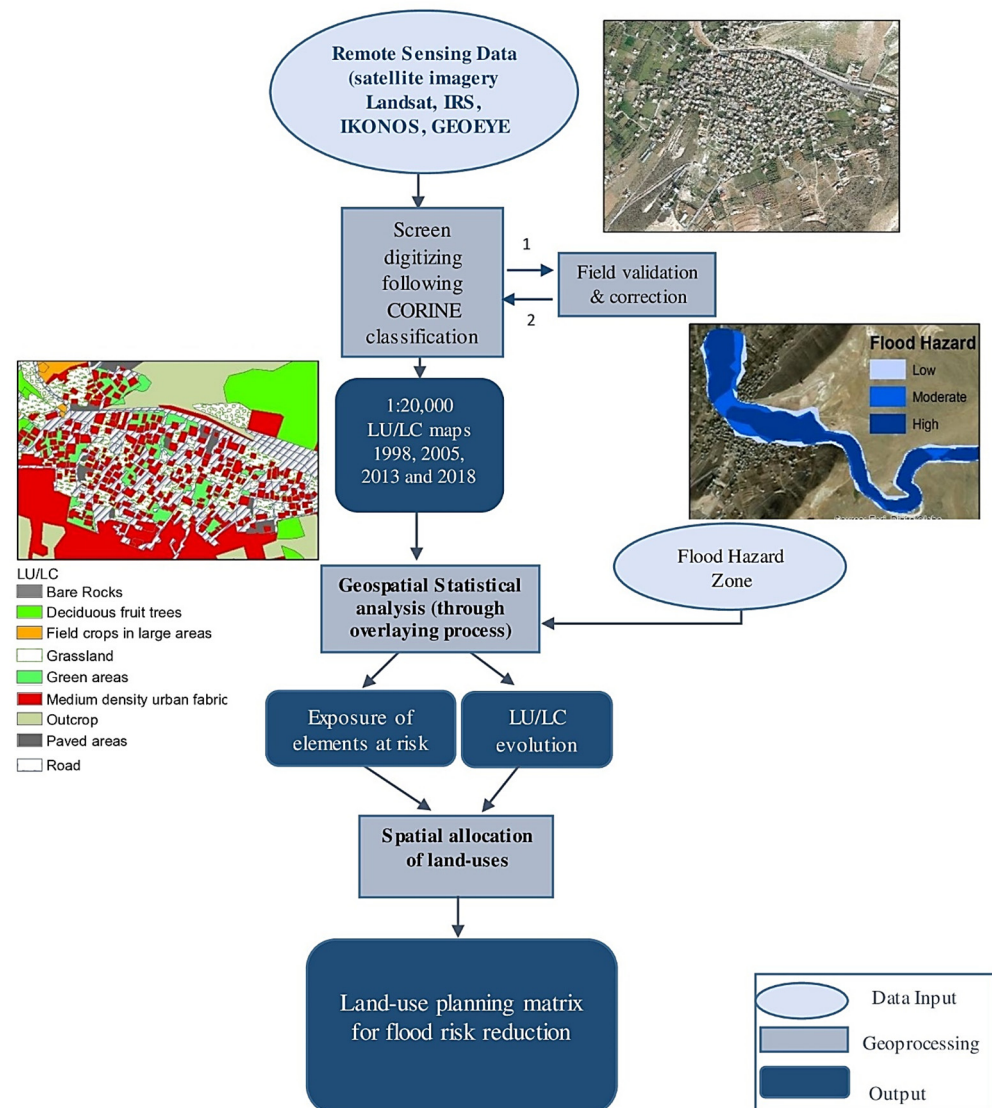 Remote Sensing Data
(satellite imagery
Landsat, IRS,
IKONOS, GEOEYE
Screen
digitizing
following
CORINE
classification
1
2
Field validation
& correction
1:20,000
LU/LC maps
1998, 2005,
2013 and 2018
Flood Hazard
Low
Moderate
High
Flood Hazard
Zone
Geospatial Statistical
analysis (through
overlaying process)
LU/LC
Bare Rocks
Deciduous fruit trees
Field crops in large areas
Grassland
Green areas
Medium density urban fabric
Outcrop
Paved areas
Road
Exposure of
elements at risk
LU/LC
evolution
Spatial allocation
of land-uses
Land-use planning matrix
for flood risk reduction
Data Input
Geoprocessing
Output